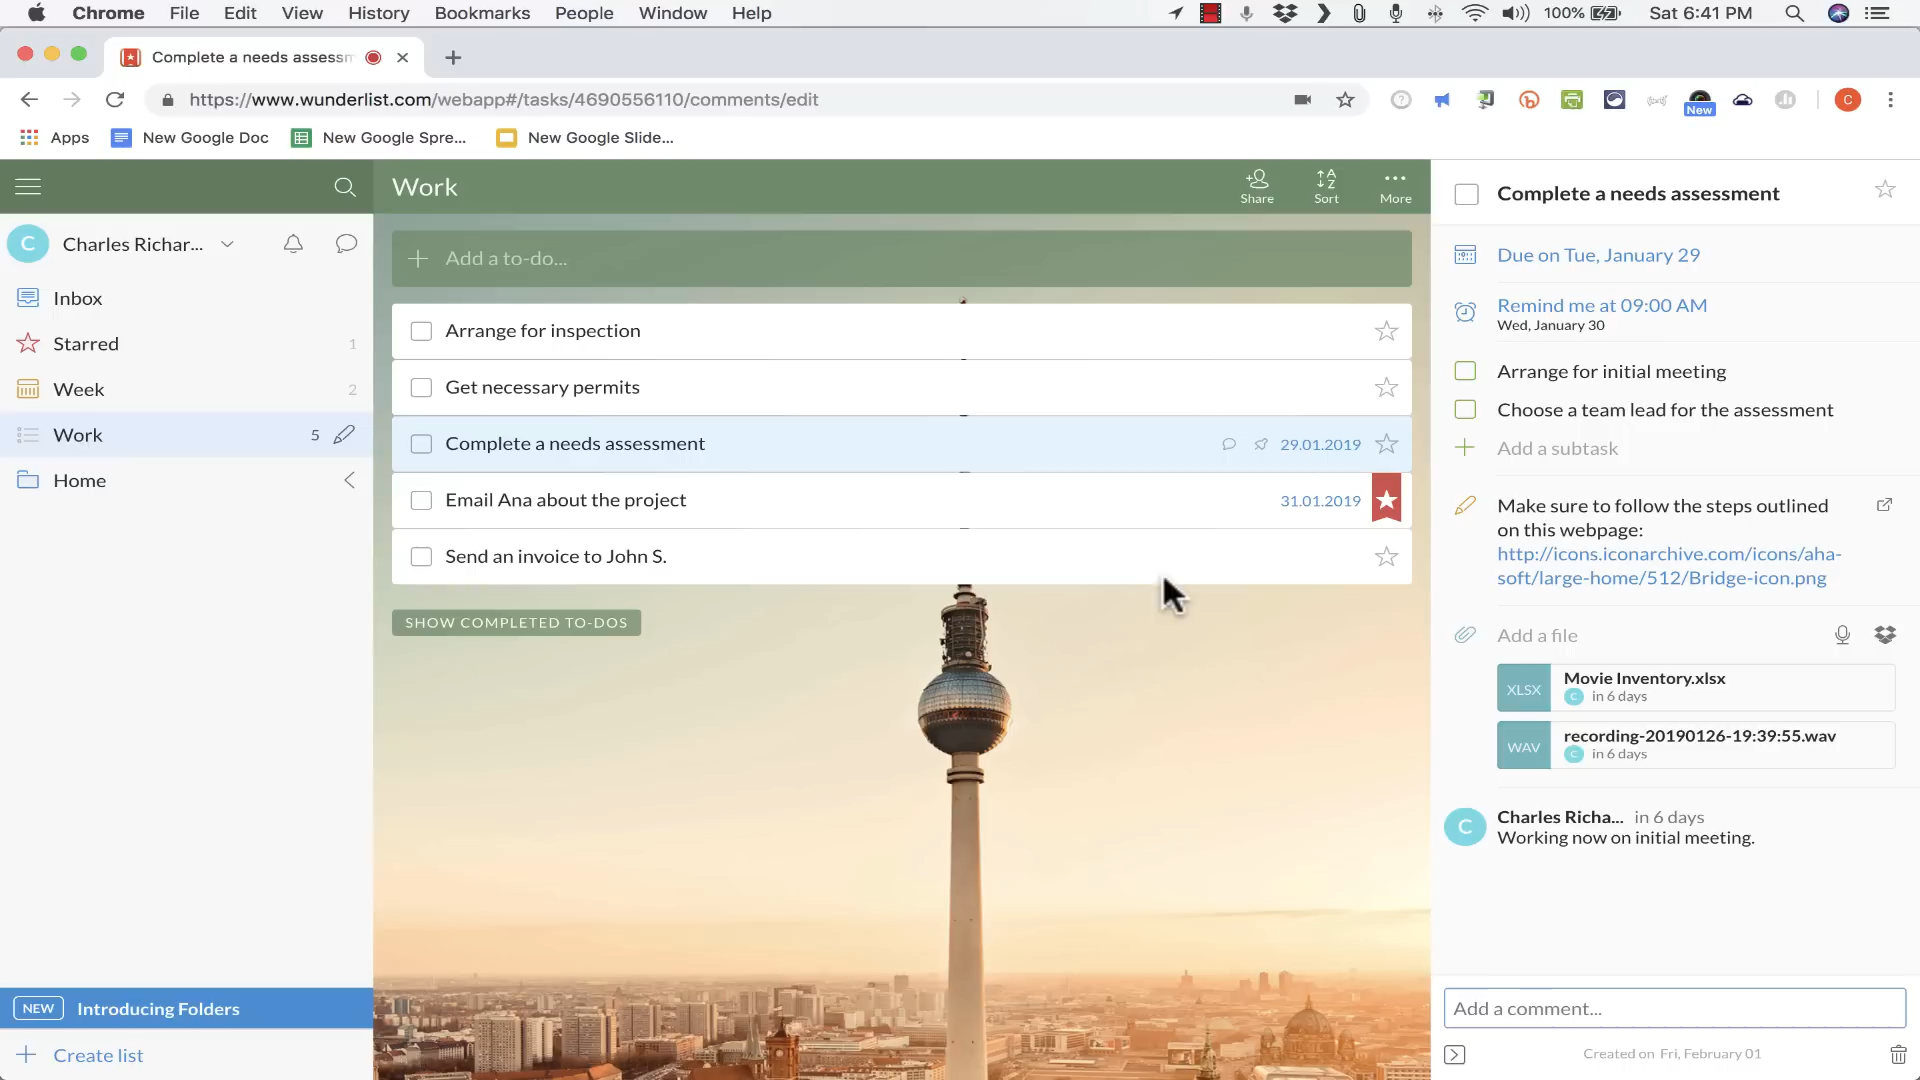 Chrome File Edit View History Bookmarks People Window Help 100% Sat 6:41 PM
Complete a needs assessm
https://www.wunderlist.com/webapp#/tasks/4690556110/comments/edit
New
C
Apps New Google Doc New Google Spre... New Google Slide...
Work
Share
Sort
More
C Charles Richar...
Inbox
Starred 1
Week 2
Work 5
Home
NEW Introducing Folders
Create list
Add a to-do...
Arrange for inspection
Get necessary permits
Complete a needs assessment 29.01.2019
Email Ana about the project 31.01.2019
Send an invoice to John S.
SHOW COMPLETED TO-DOS
Complete a needs assessment
Due on Tue, January 29
Remind me at 09:00 AM
Wed, January 30
Arrange for initial meeting
Choose a team lead for the assessment
Add a subtask
Make sure to follow the steps outlined
on this webpage:
http://icons.iconarchive.com/icons/aha-
soft/large-home/512/Bridge-icon.png
Add a file
XLSX
Movie Inventory.xlsx
C in 6 days
WAV
recording-20190126-19:39:55.wav
C in 6 days
C
Charles Richa... in 6 days
Working now on initial meeting.
Add a comment...
Created on Fri, February 01